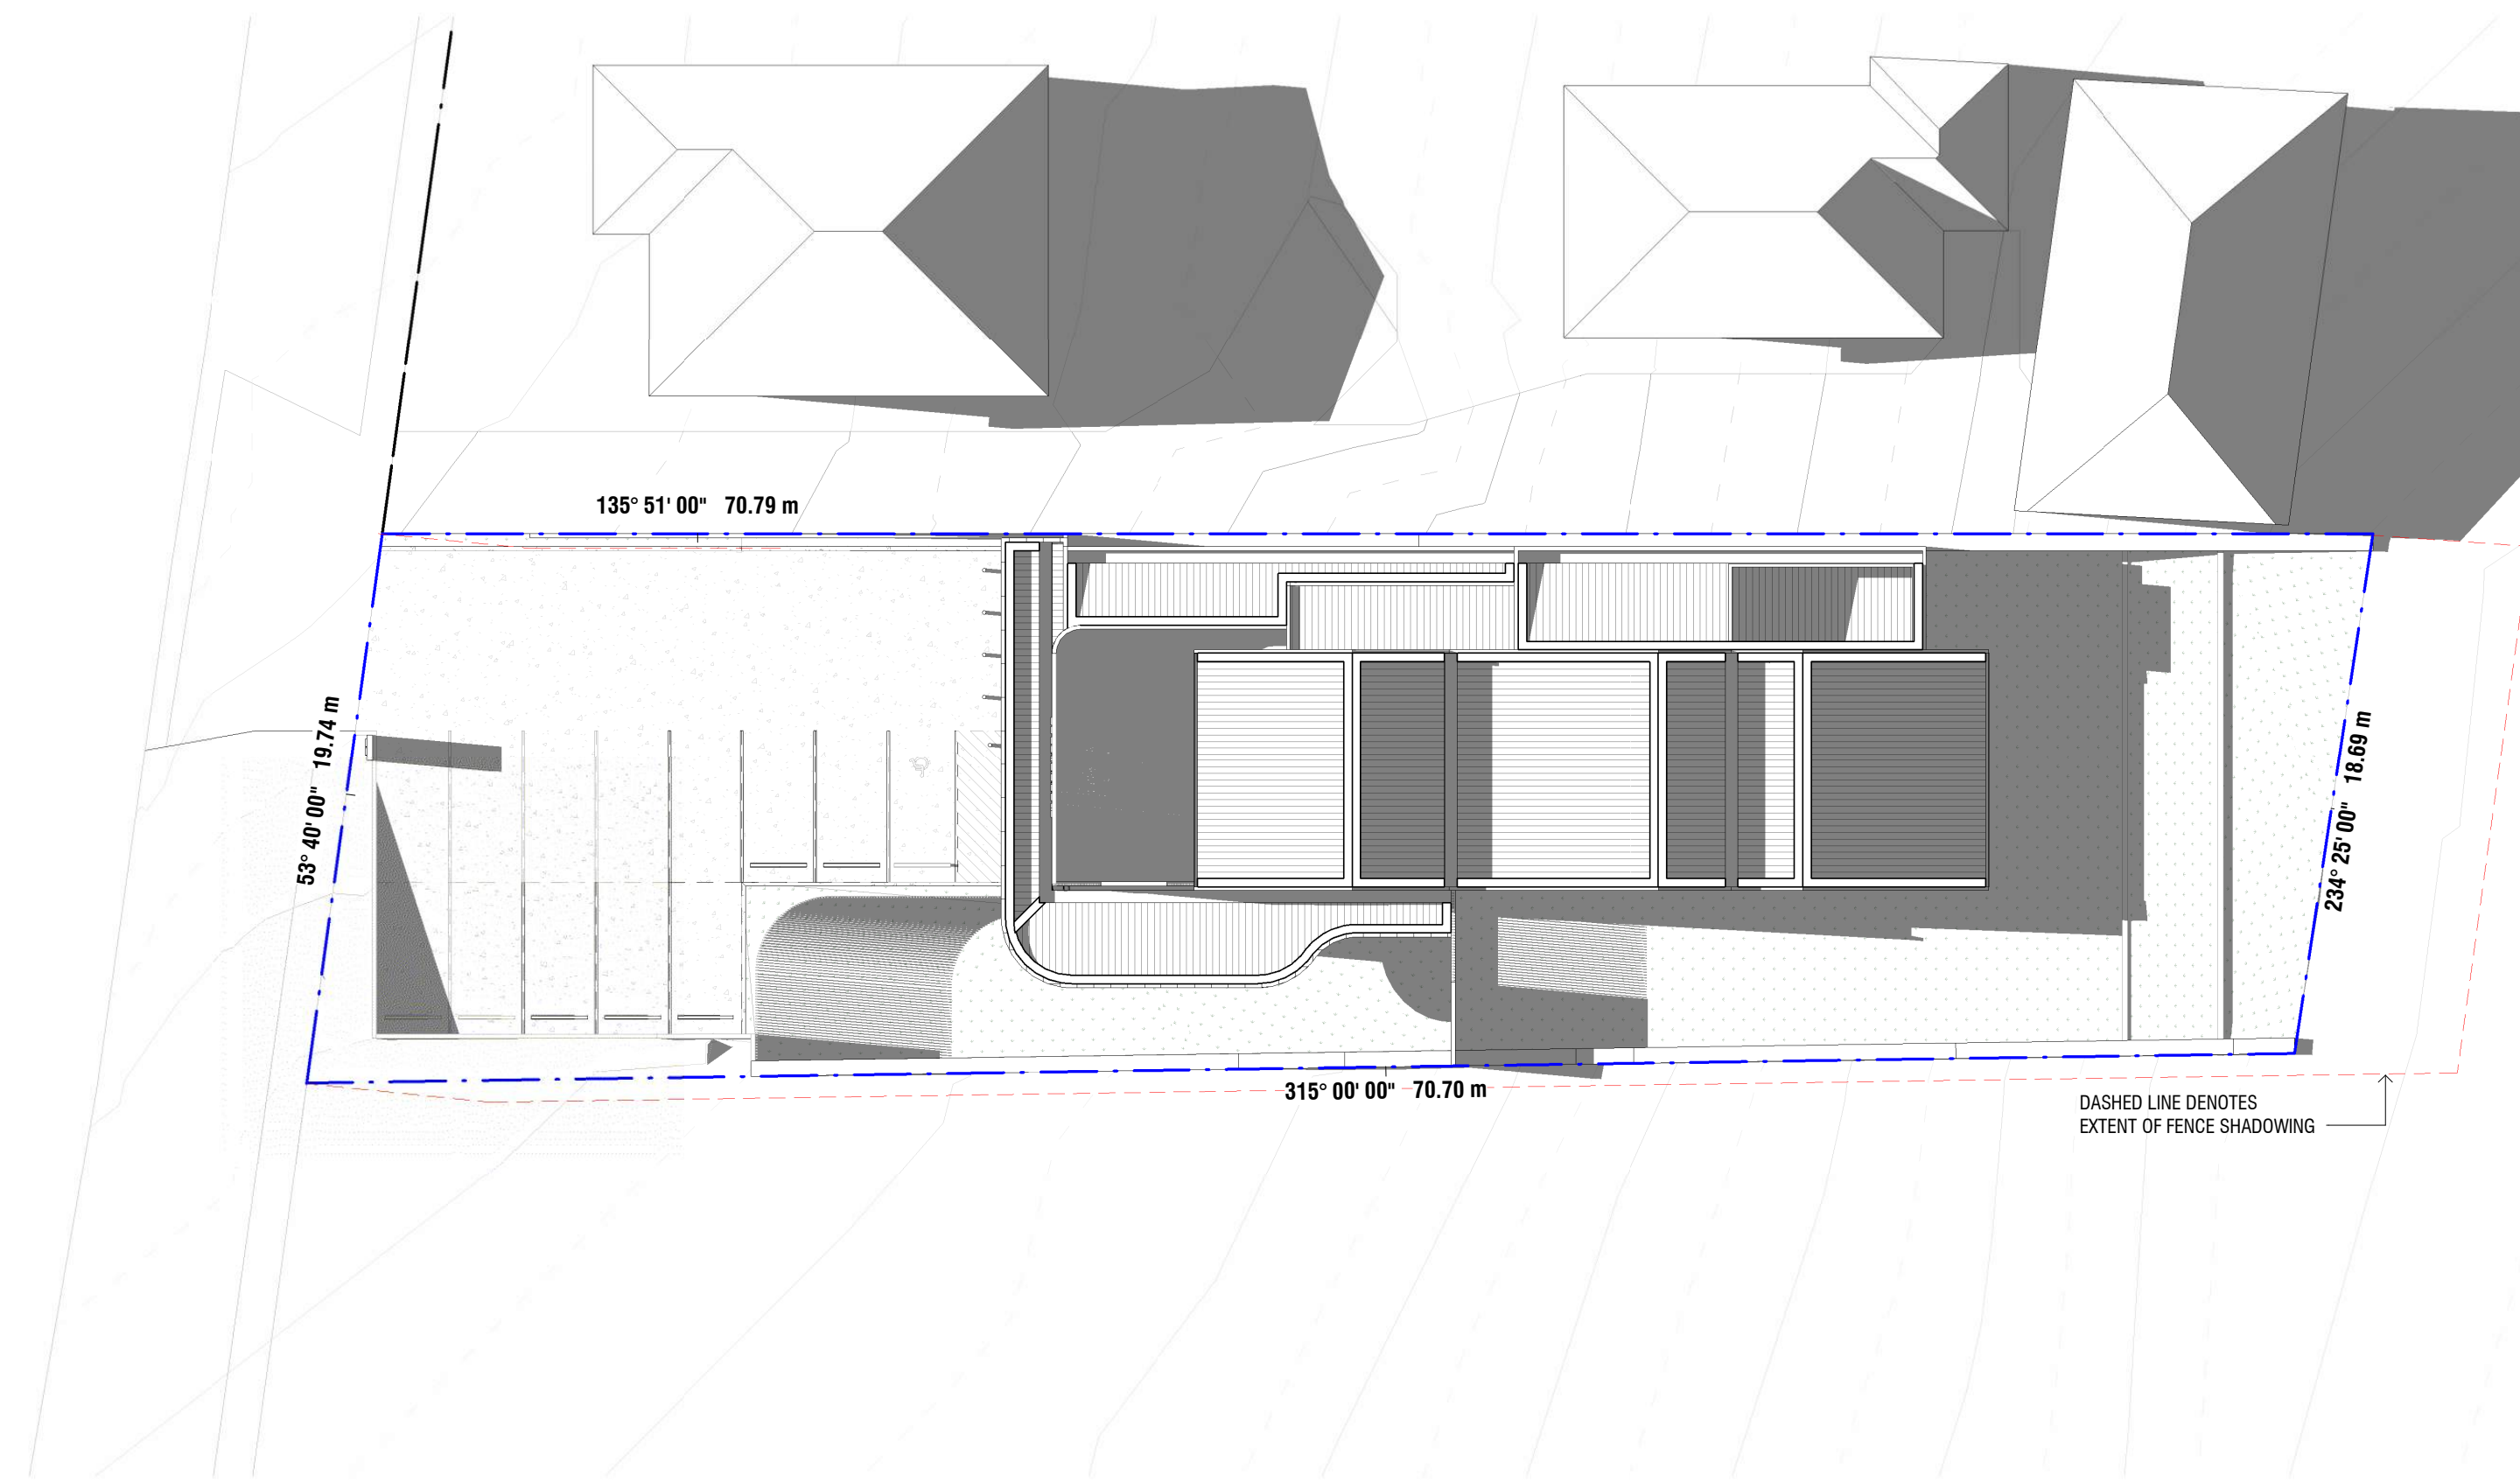 135° 51' 00" 70.79 m
53° 40' 00" 19.74 m
234° 25' 00" 18.69 m
315° 00' 00" 70.70 m
DASHED LINE DENOTES
EXTENT OF FENCE SHADOWING